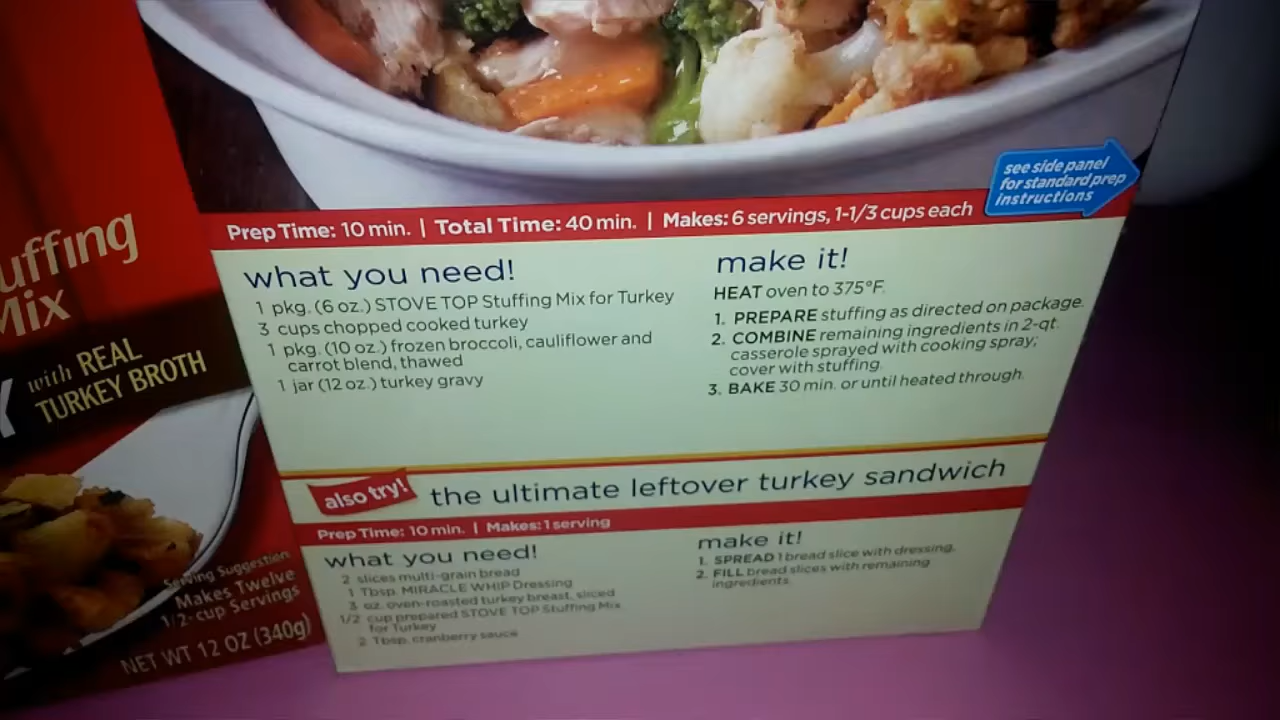 uffing
Mix
with REAL
TURKEY BROTH
Serving Suggestion
Makes Twelve
1/2-cup Servings
NET WT 12 OZ (340g)
see side panel
for standard prep
instructions
Prep Time: 10 min. | Total Time: 40 min. | Makes: 6 servings, 1-1/3 cups each
what you need!
1 pkg. (6 oz.) STOVE TOP Stuffing Mix for Turkey
3 cups chopped cooked turkey
1 pkg. (10 oz.) frozen broccoli, cauliflower and
carrot blend, thawed
1 jar (12 oz.) turkey gravy
make it!
HEAT oven to 375°F.
1. PREPARE stuffing as directed on package.
2. COMBINE remaining ingredients in 2-qt.
casserole sprayed with cooking spray;
cover with stuffing.
3. BAKE 30 min. or until heated through.
also try! the ultimate leftover turkey sandwich
Prep Time: 10 min. | Makes: 1 serving
what you need!
2 slices multi-grain bread
1 Tbsp. MIRACLE WHIP Dressing
3 oz. oven-roasted turkey breast, sliced
1/2 cup prepared STOVE TOP Stuffing Mix
for Turkey
2 Tbsp. cranberry sauce
make it!
1. SPREAD 1 bread slice with dressing.
2. FILL bread slices with remaining
ingredients.